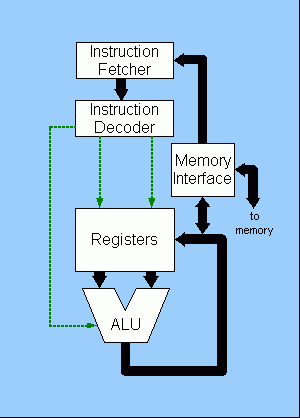 Instruction
Fetcher
Instruction
Decoder
Memory
Interface
to
memory
Registers
ALU